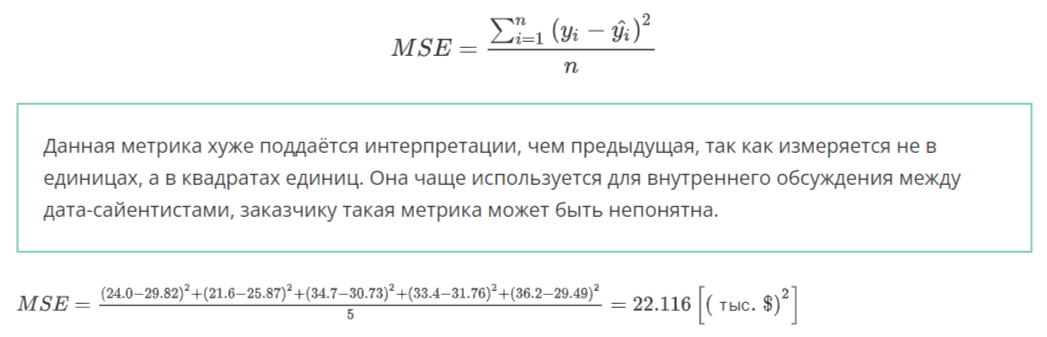 MSE = \frac{\sum_{i=1}^{n} (y_i - \hat{y_i})^2}{n}
Данная метрика хуже поддаётся интерпретации, чем предыдущая, так как измеряется не в
единицах, а в квадратах единиц. Она чаще используется для внутреннего обсуждения между
дата-сайентистами, заказчику такая метрика может быть непонятна.
MSE = \frac{(24.0-29.82)^2+(21.6-25.87)^2+(34.7-30.73)^2+(33.4-31.76)^2+(36.2-29.49)^2}{5} = 22.116 [( тыс. $)^2]